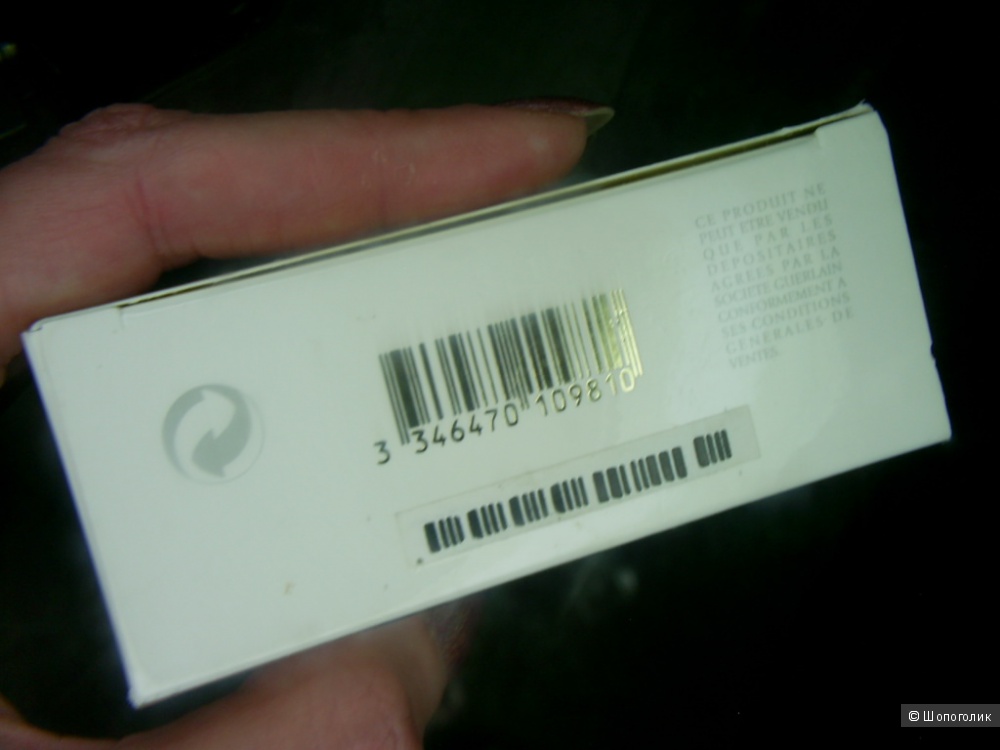 CE PRODUIT NE
PEUT ETRE VENDU
QUE PAR LES
DEPOSITAIRES
AGREES PAR LA
SOCIETE GUERLAIN
CONFORMEMENT A
SES CONDITIONS
GENERALES DE
VENTES.
3 346470 109810
© Шопоголик